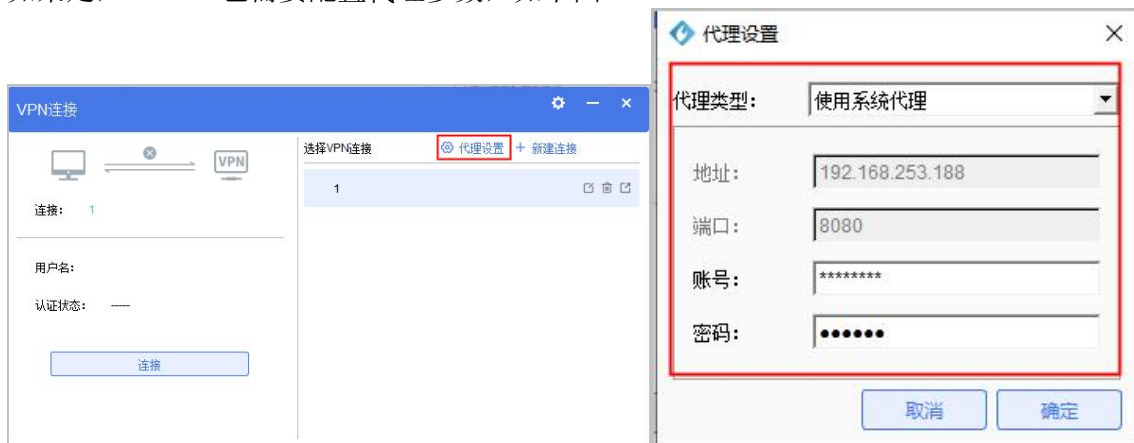 VPN连接
VPN
选择VPN连接
代理设置
新建连接
1
连接： 1
用户名：
认证状态： -----
连接
代理设置
代理类型： 使用系统代理
地址： 192.168.253.188
端口： 8080
账号： ********
密码： ●●●●●●
取消
确定